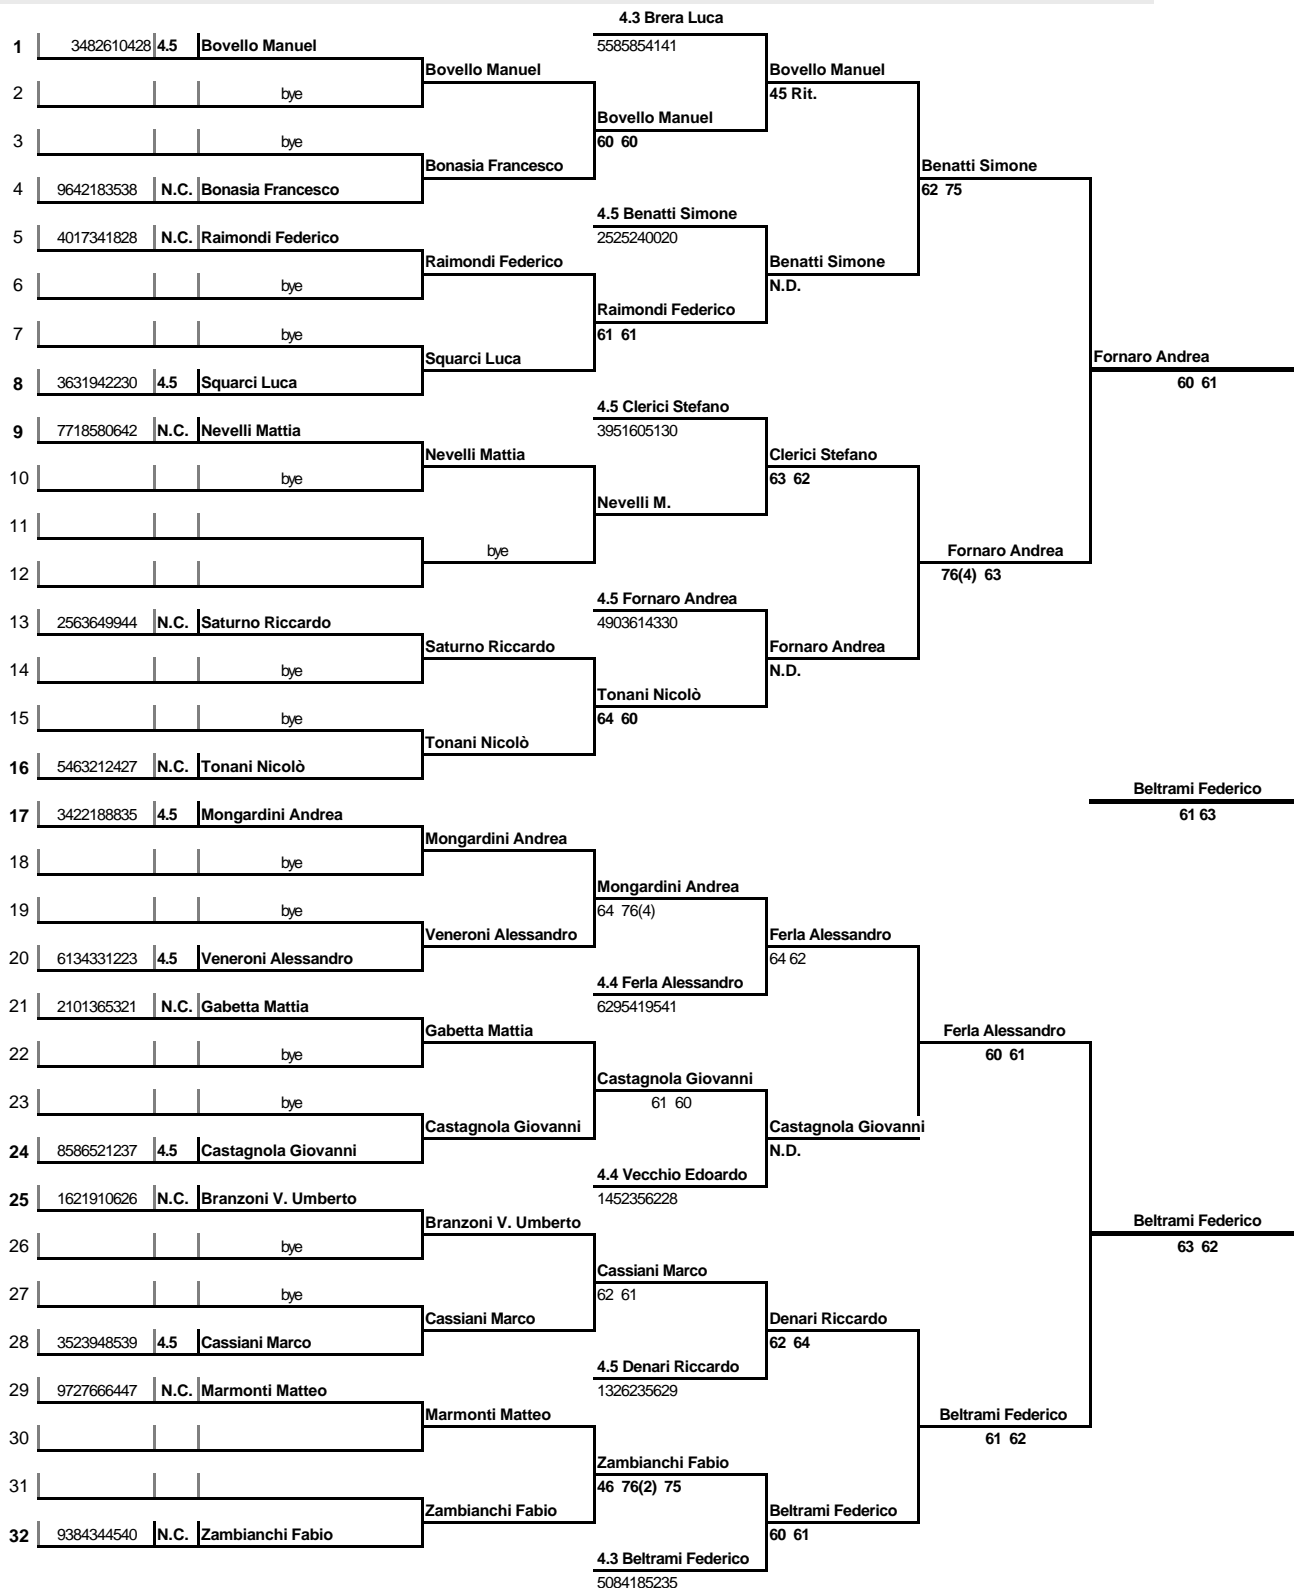 4.3 Brera Luca
1 3482610428 4.5 Bovello Manuel 5585854141
Bovello Manuel Bovello Manuel
2 bye 45 Rit.
Bovello Manuel
3 bye 60 60
Bonasia Francesco Benatti Simone
4 9642183538 N.C. Bonasia Francesco 62 75
4.5 Benatti Simone
5 4017341828 N.C. Raimondi Federico 2525240020
Raimondi Federico Benatti Simone
6 bye N.D.
Raimondi Federico
7 bye 61 61
Squarci Luca Fornaro Andrea
8 3631942230 4.5 Squarci Luca 60 61
4.5 Clerici Stefano
9 7718580642 N.C. Nevelli Mattia 3951605130
Nevelli Mattia Clerici Stefano
10 bye 63 62
Nevelli M.
11
bye Fornaro Andrea
12 76(4) 63
4.5 Fornaro Andrea
13 2563649944 N.C. Saturno Riccardo 4903614330
Saturno Riccardo Fornaro Andrea
14 bye N.D.
Tonani Nicolò
15 bye 64 60
Tonani Nicolò
16 5463212427 N.C. Tonani Nicolò
Beltrami Federico
17 3422188835 4.5 Mongardini Andrea 61 63
Mongardini Andrea
18 bye
Mongardini Andrea
19 bye 64 76(4)
Veneroni Alessandro Ferla Alessandro
20 6134331223 4.5 Veneroni Alessandro 64 62
4.4 Ferla Alessandro
21 2101365321 N.C. Gabetta Mattia 6295419541
Gabetta Mattia Ferla Alessandro
22 bye 60 61
Castagnola Giovanni
23 bye 61 60
Castagnola Giovanni Castagnola Giovanni
24 8586521237 4.5 Castagnola Giovanni N.D.
4.4 Vecchio Edoardo
25 1621910626 N.C. Branzoni V. Umberto 1452356228
Branzoni V. Umberto Beltrami Federico
26 bye 63 62
Cassiani Marco
27 bye 62 61
Cassiani Marco Denari Riccardo
28 3523948539 4.5 Cassiani Marco 62 64
4.5 Denari Riccardo
29 9727666447 N.C. Marmonti Matteo 1326235629
Marmonti Matteo Beltrami Federico
30 61 62
Zambianchi Fabio
31 46 76(2) 75
Zambianchi Fabio Beltrami Federico
32 9384344540 N.C. Zambianchi Fabio 60 61
4.3 Beltrami Federico
5084185235